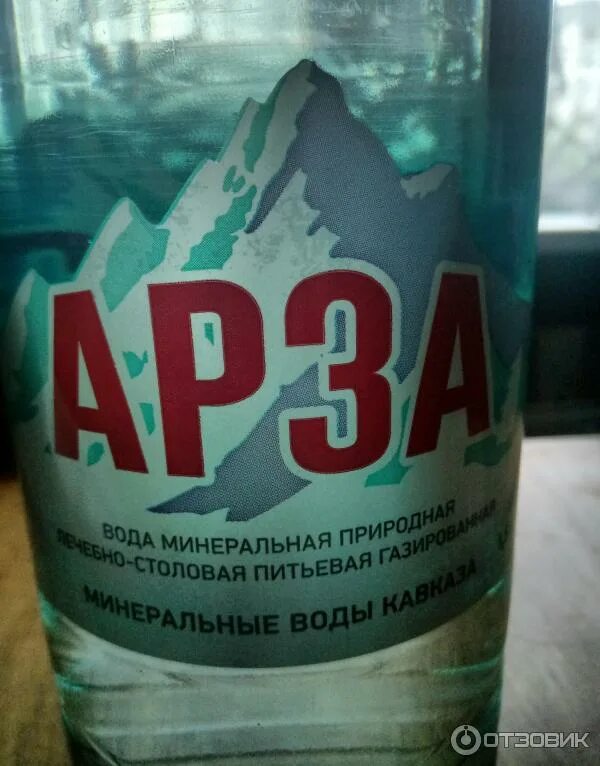 АРЗА
ВОДА МИНЕРАЛЬНАЯ ПРИРОДНАЯ
ЛЕЧЕБНО-СТОЛОВАЯ ПИТЬЕВАЯ ГАЗИРОВАННАЯ
МИНЕРАЛЬНЫЕ ВОДЫ КАВКАЗА
ОТЗОВИК